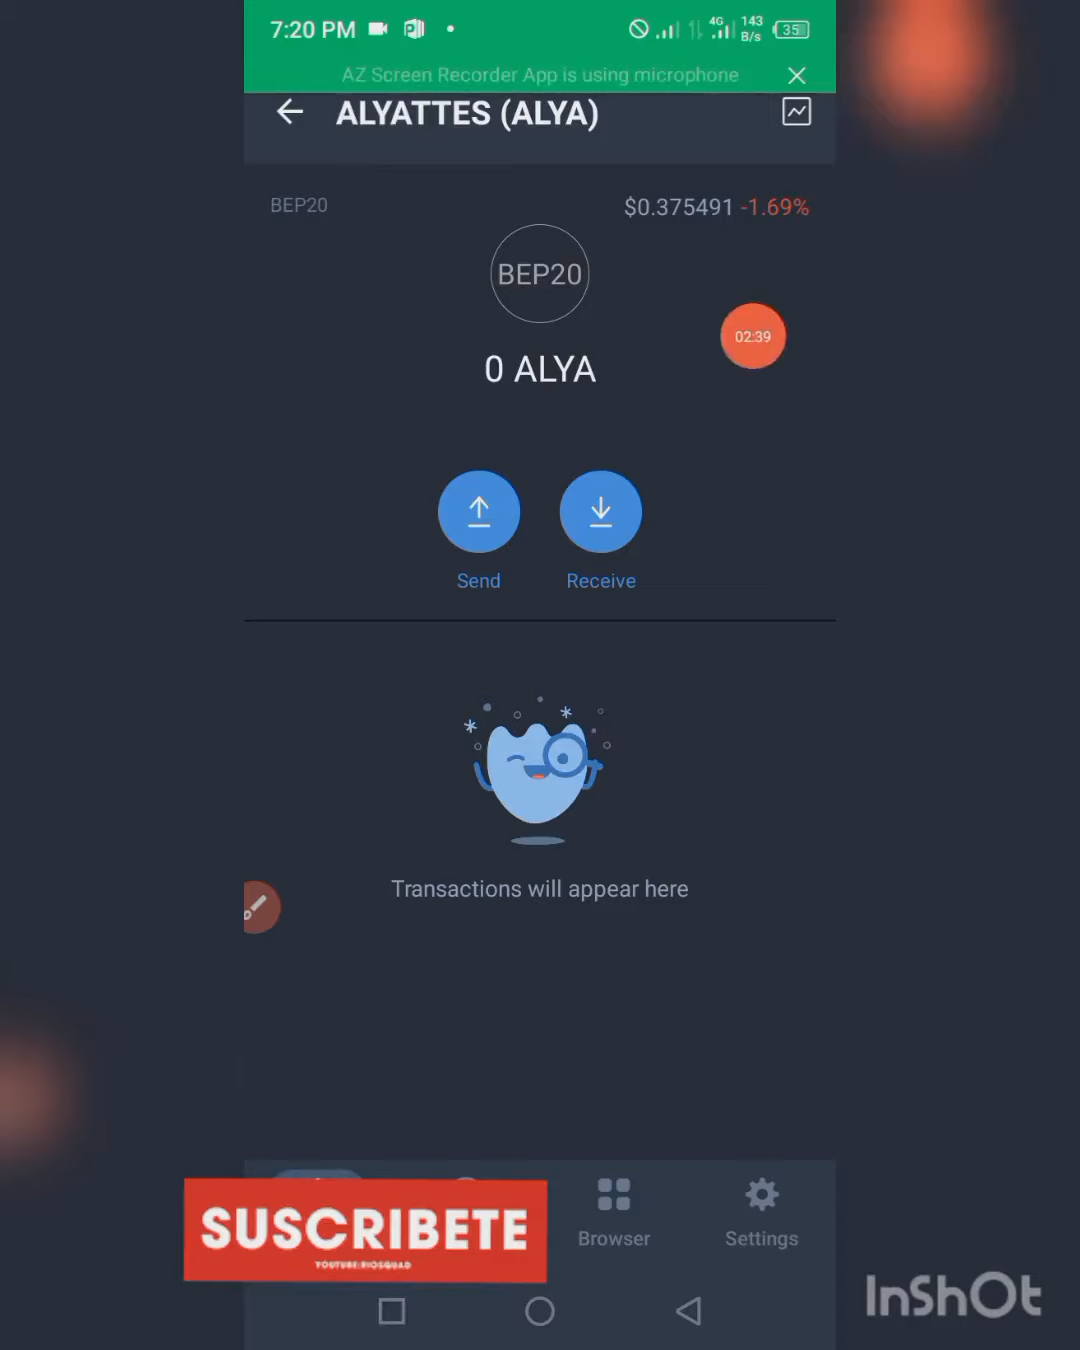 7:20 PM
4G 143 B/s 35
AZ Screen Recorder App is using microphone
ALYATTES (ALYA)
BEP20
$0.375491 -1.69%
BEP20
02:39
0 ALYA
Send Receive
Transactions will appear here
SUSCRIBETE
Browser Settings
InShOt